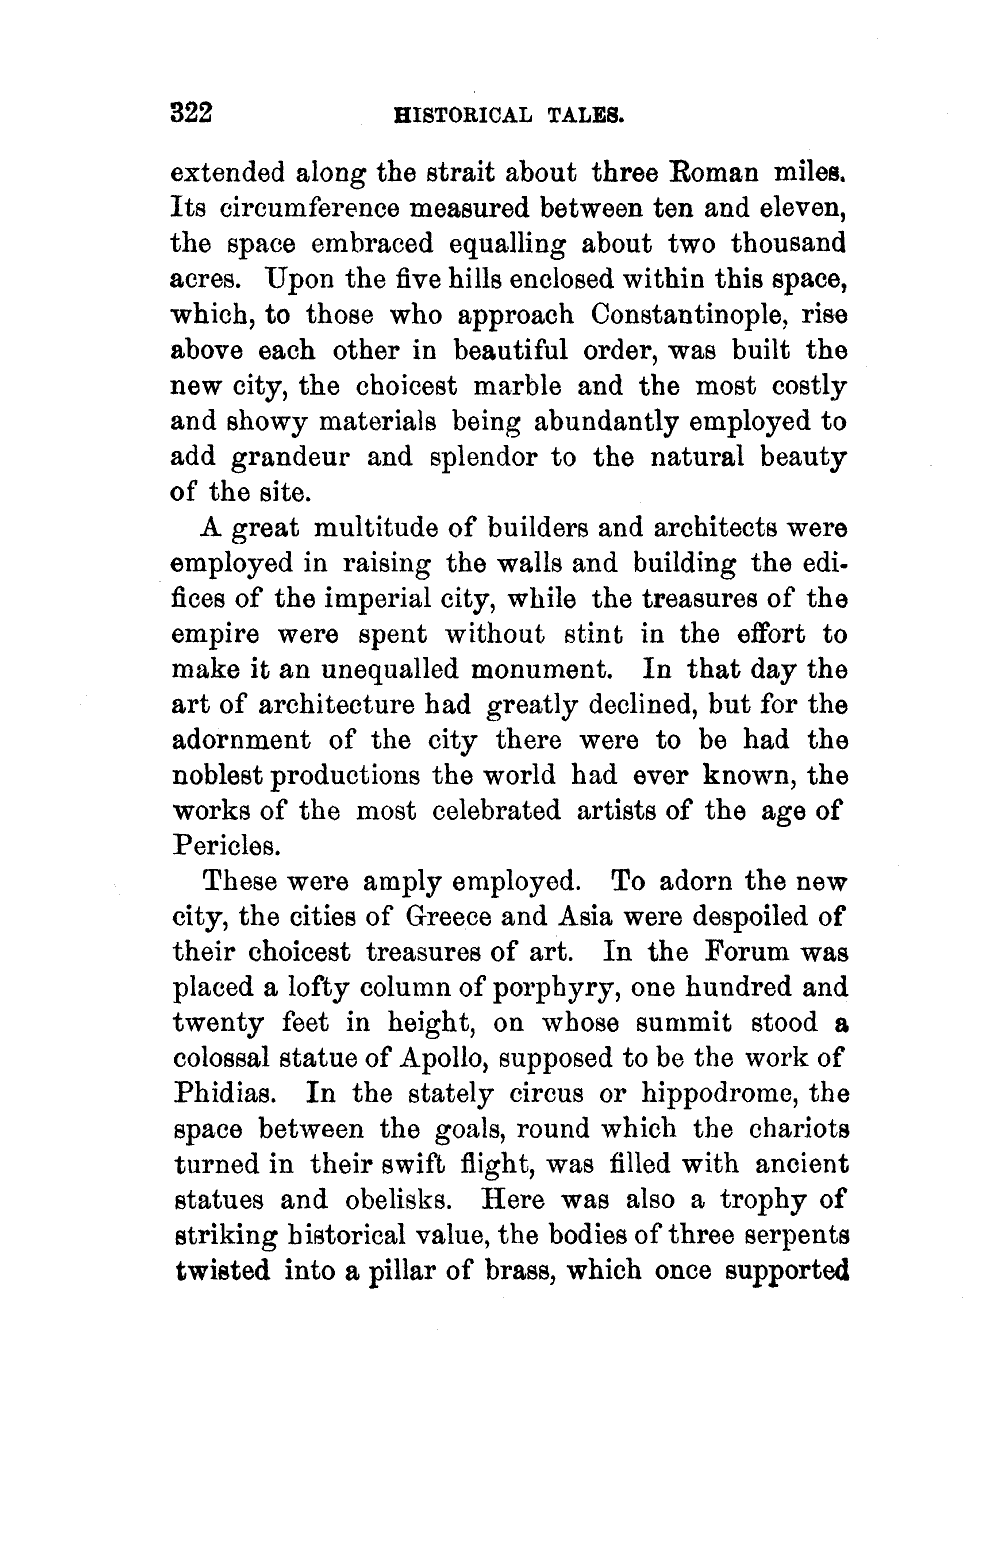 322 HISTORICAL TALES.
extended along the strait about three Roman miles.
Its circumference measured between ten and eleven,
the space embraced equalling about two thousand
acres. Upon the five hills enclosed within this space,
which, to those who approach Constantinople, rise
above each other in beautiful order, was built the
new city, the choicest marble and the most costly
and showy materials being abundantly employed to
add grandeur and splendor to the natural beauty
of the site.
A great multitude of builders and architects were
employed in raising the walls and building the edi-
fices of the imperial city, while the treasures of the
empire were spent without stint in the effort to
make it an unequalled monument. In that day the
art of architecture had greatly declined, but for the
adornment of the city there were to be had the
noblest productions the world had ever known, the
works of the most celebrated artists of the age of
Pericles.
These were amply employed. To adorn the new
city, the cities of Greece and Asia were despoiled of
their choicest treasures of art. In the Forum was
placed a lofty column of porphyry, one hundred and
twenty feet in height, on whose summit stood a
colossal statue of Apollo, supposed to be the work of
Phidias. In the stately circus or hippodrome, the
space between the goals, round which the chariots
turned in their swift flight, was filled with ancient
statues and obelisks. Here was also a trophy of
striking historical value, the bodies of three serpents
twisted into a pillar of brass, which once supported